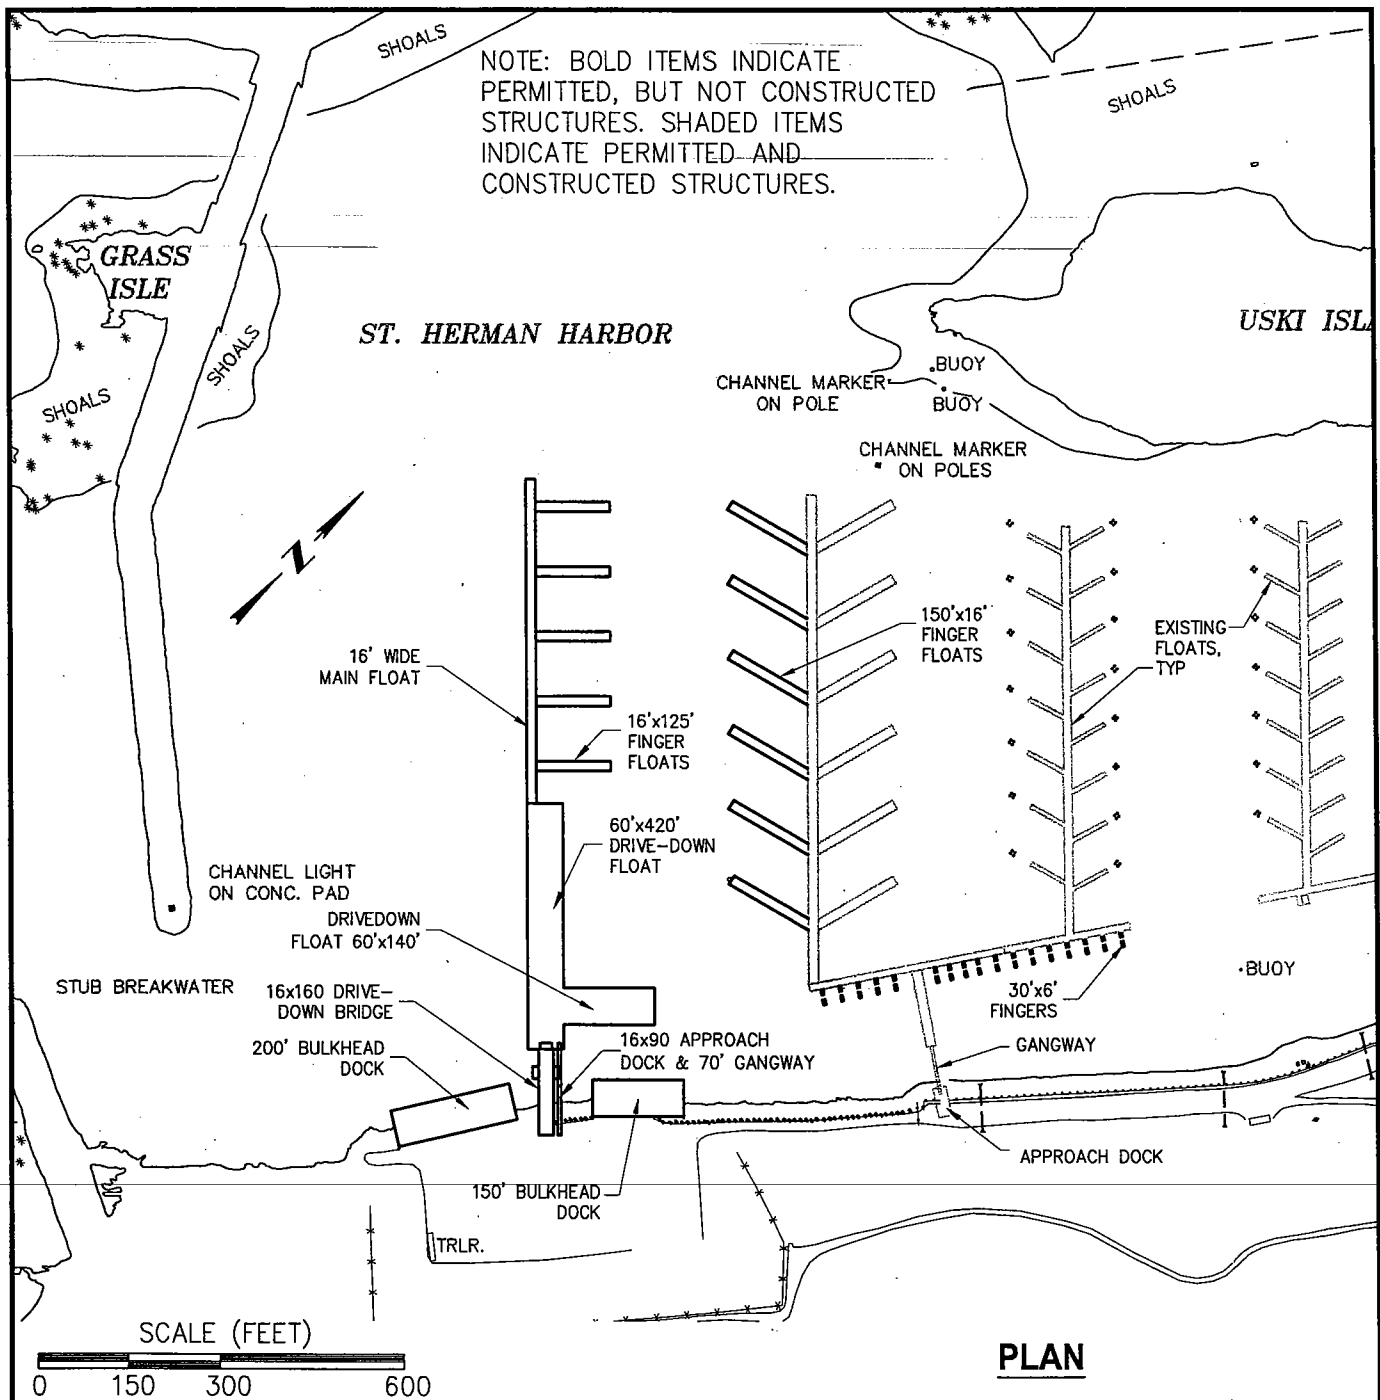 SHOALS
NOTE: BOLD ITEMS INDICATE
PERMITTED, BUT NOT CONSTRUCTED
STRUCTURES. SHADED ITEMS
INDICATE PERMITTED AND
CONSTRUCTED STRUCTURES.
SHOALS
GRASS
ISLE
ST. HERMAN HARBOR
USKI ISL
SHOALS
SHOALS
BUOY
CHANNEL MARKER
ON POLE
BUOY
CHANNEL MARKER
ON POLES
N
150'x16'
FINGER
FLOATS
EXISTING
FLOATS,
TYP
16' WIDE
MAIN FLOAT
16'x125'
FINGER
FLOATS
60'x420'
DRIVE-DOWN
FLOAT
CHANNEL LIGHT
ON CONC. PAD
DRIVEDOWN
FLOAT 60'x140'
STUB BREAKWATER
16x160 DRIVE-
DOWN BRIDGE
BUOY
30'x6'
FINGERS
200' BULKHEAD
DOCK
16x90 APPROACH
DOCK & 70' GANGWAY
GANGWAY
APPROACH DOCK
150' BULKHEAD
DOCK
TRLR.
SCALE (FEET)
0 150 300 600
PLAN